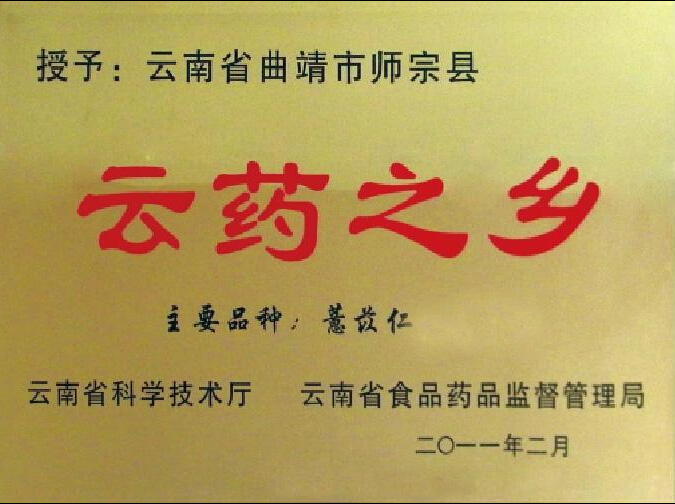 授予：云南省曲靖市师宗县
云药之乡
主要品种：薏苡仁
云南省科学技术厅 云南省食品药品监督管理局
二〇一一年二月